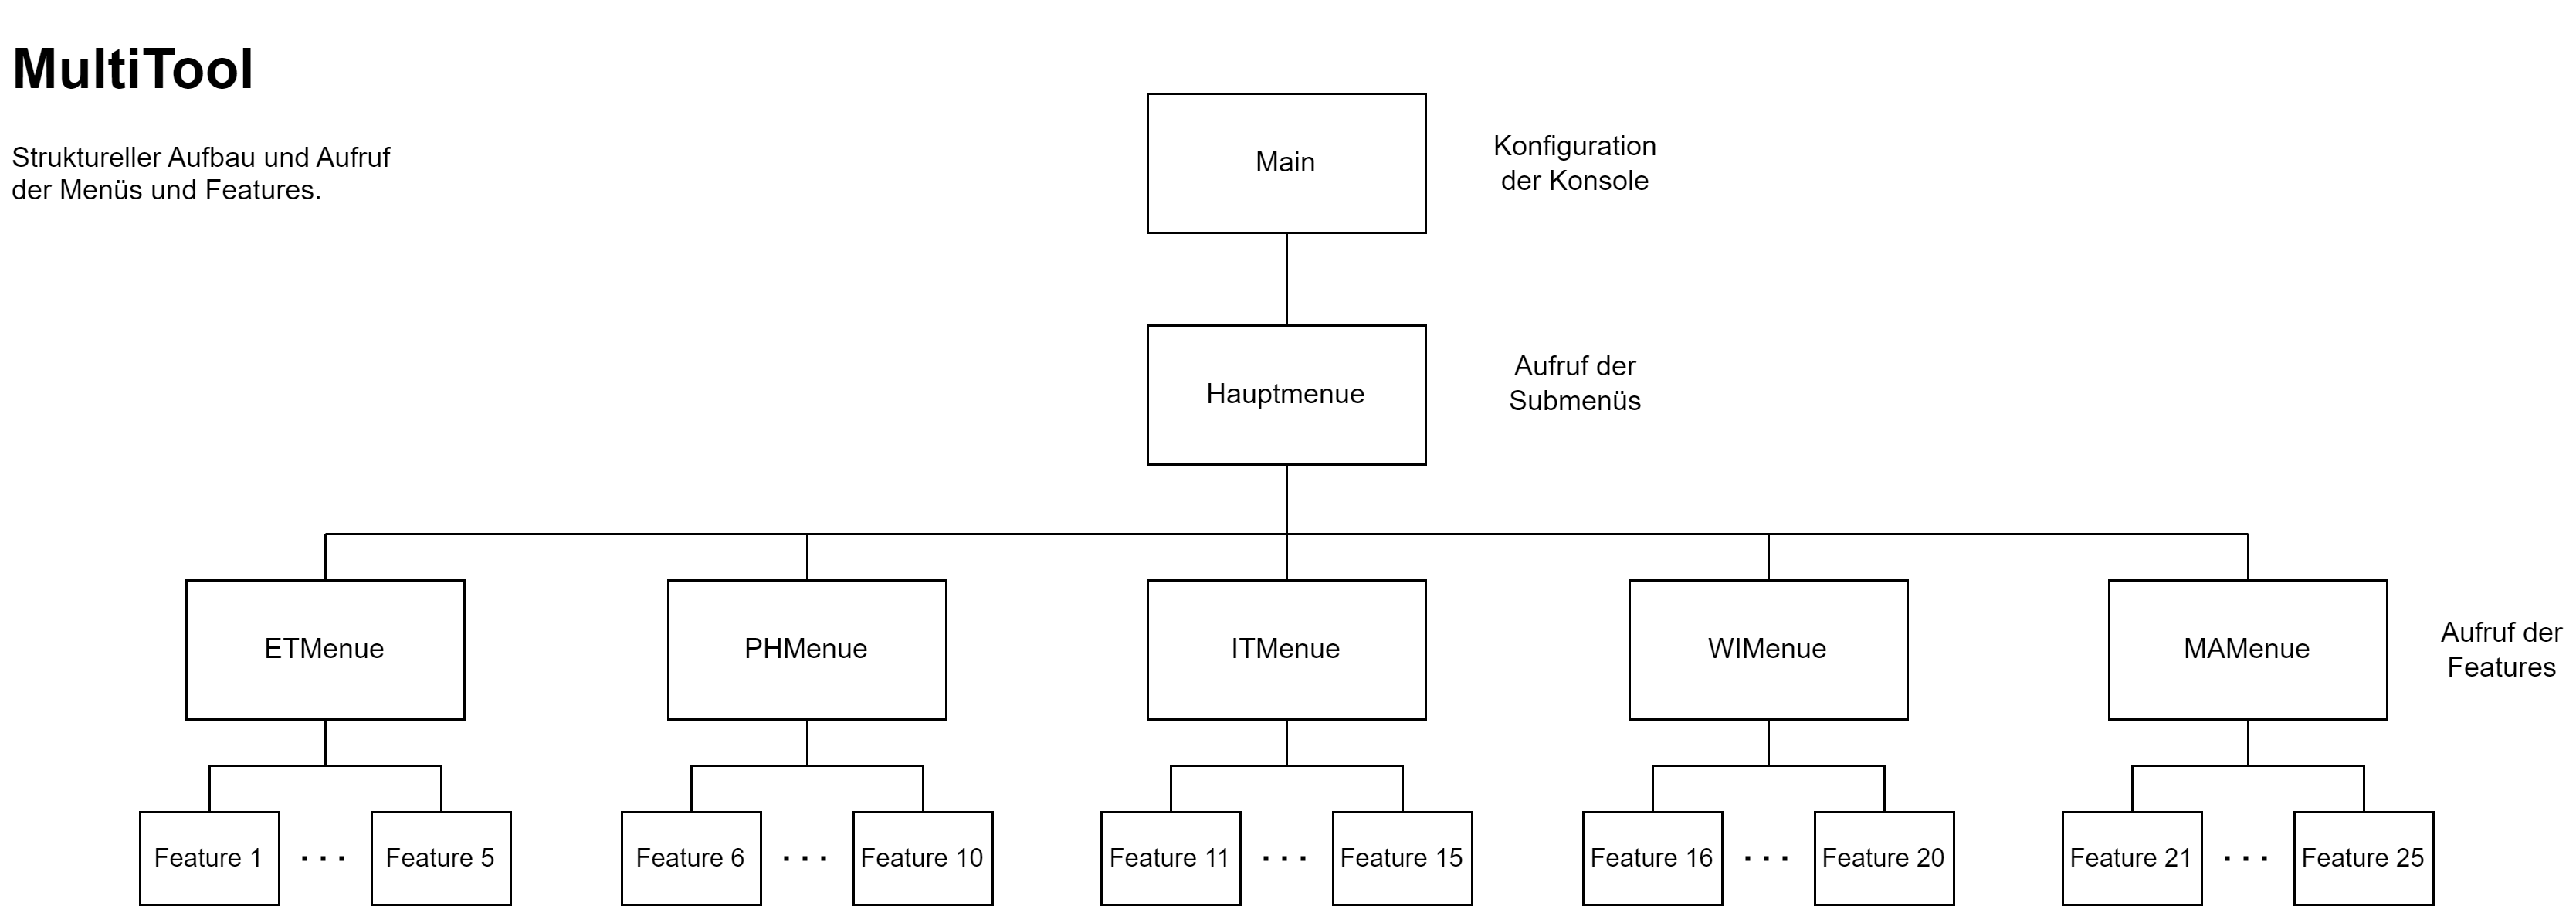 MultiTool
Struktureller Aufbau und Aufruf
der Menüs und Features.
Main
Konfiguration
der Konsole
Hauptmenue
Aufruf der
Submenüs
ETMenue
PHMenue
ITMenue
WIMenue
MAMenue
Aufruf der
Features
Feature 1
. . .
Feature 5
Feature 6
. . .
Feature 10
Feature 11
. . .
Feature 15
Feature 16
. . .
Feature 20
Feature 21
. . .
Feature 25